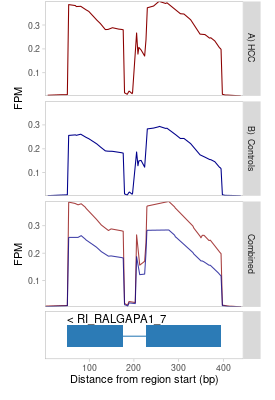 0.3
0.2
0.1
A) HCC
FPM
0.3
0.2
0.1
B) Controls
0.3
0.2
0.1
FPM
Combined
< RI_RALGAPA1_7
100 200 300 400
Distance from region start (bp)